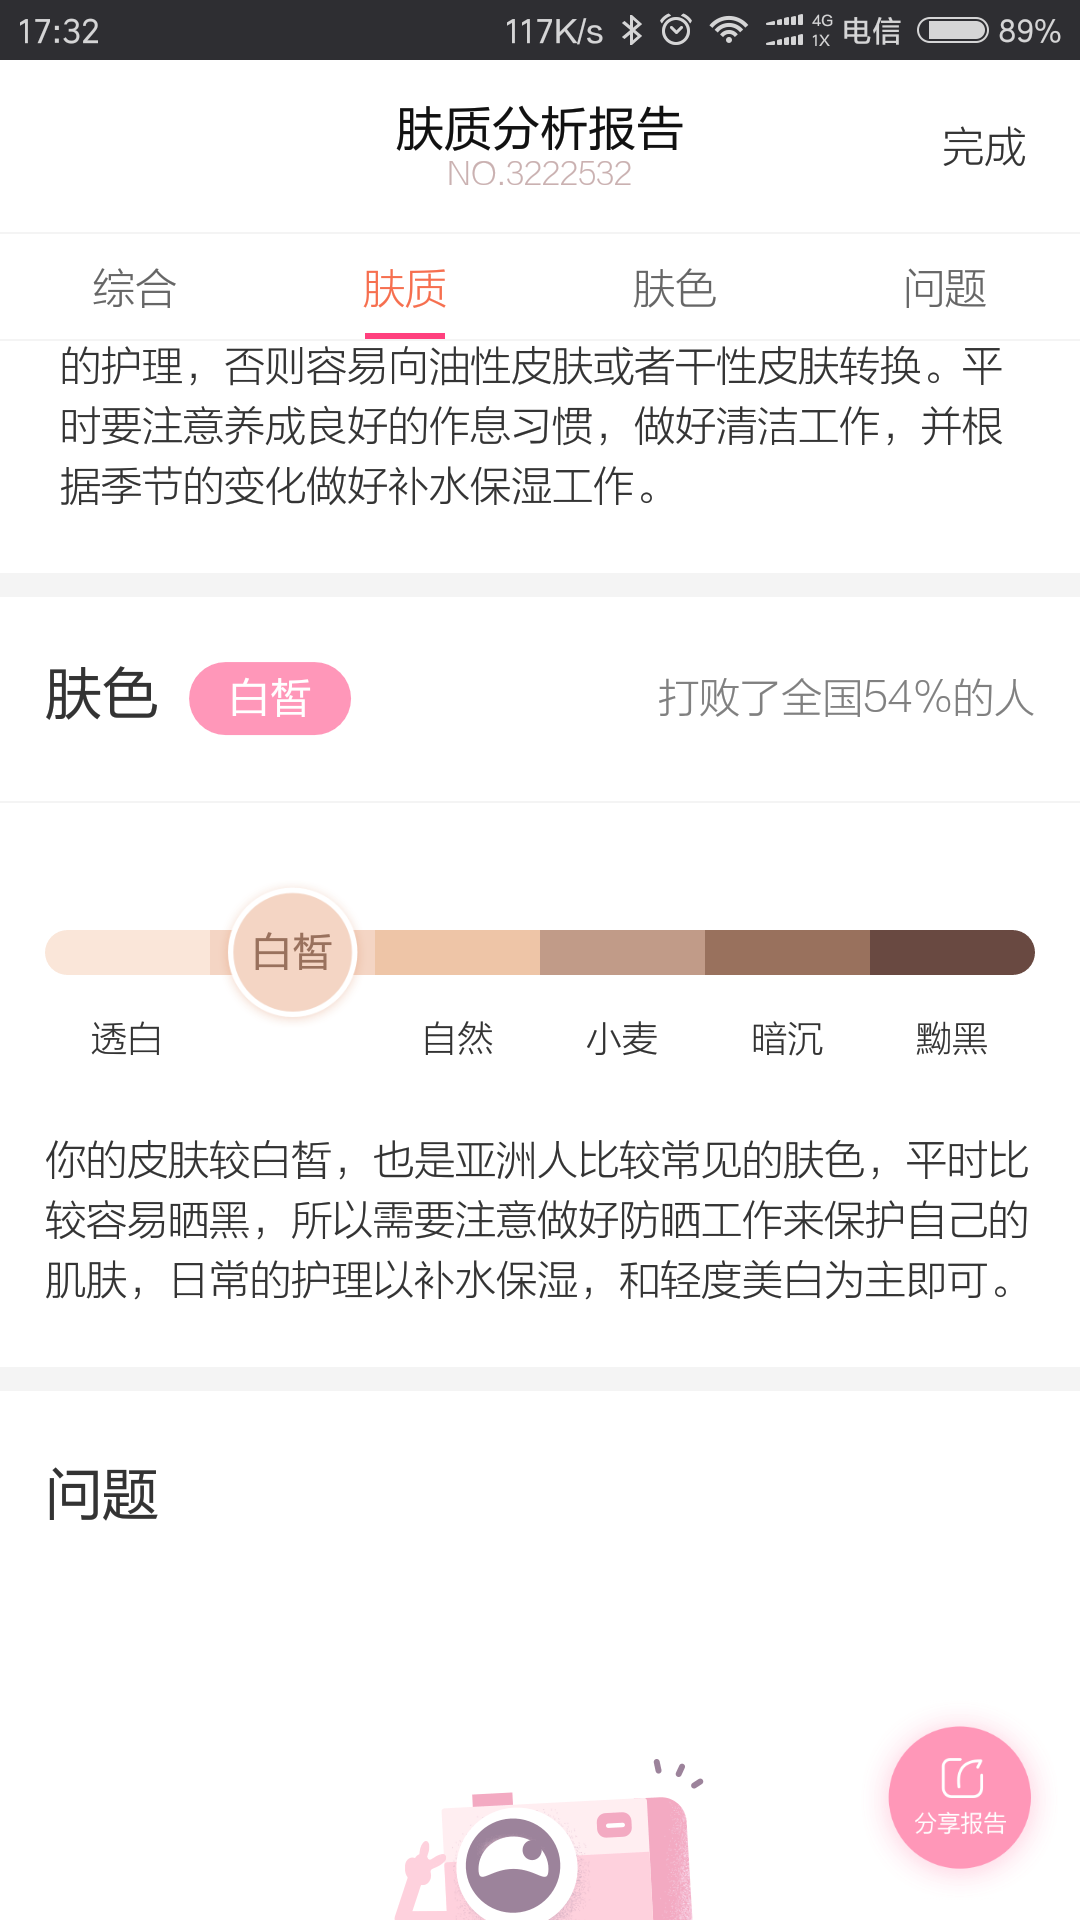 17:32
117K/s 4G 1X 电信 89%
肤质分析报告
NO.3222532
完成
综合 肤质 肤色 问题
的护理，否则容易向油性皮肤或者干性皮肤转换。平
时要注意养成良好的作息习惯，做好清洁工作，并根
据季节的变化做好补水保湿工作。
肤色 白皙 打败了全国54%的人
白皙
透白 自然 小麦 暗沉 黝黑
你的皮肤较白皙，也是亚洲人比较常见的肤色，平时比
较容易晒黑，所以需要注意做好防晒工作来保护自己的
肌肤，日常的护理以补水保湿，和轻度美白为主即可。
问题
分享报告